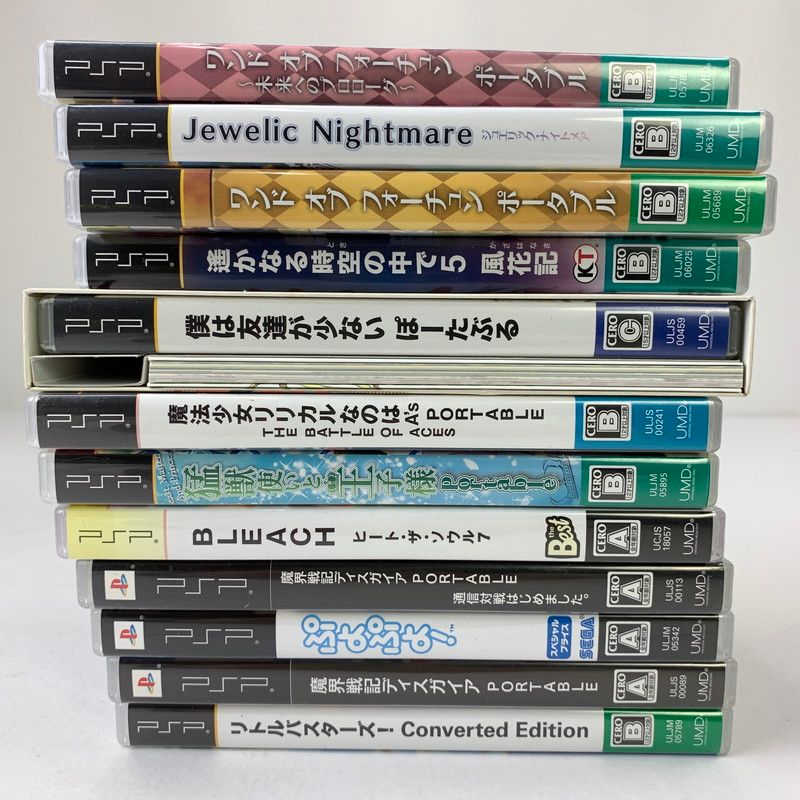 PSP ワンド オブ フォーチュン ポータブル CERO B ULJM UMD
～未来へのプロローグ～
PSP Jewelic Nightmare ジュエリック・ナイトメア CERO B ULJM 06326 UMD
PSP ワンド オブ フォーチュン ポータブル CERO B ULJM 05689 UMD
PSP 遙かなる時空の中で5 風花記 KT CERO B ULJM 06025 UMD
とき かざはなき
PSP 僕は友達が少ない ぽーたぶる CERO C ULJS 00459 UMD
PSP 魔法少女リリカルなのはA's PORTABLE CERO B ULJS 00241 UMD
THE BATTLE OF ACES
PSP 猛獣使いと王子様 Portable CERO B ULJM 05895 UMD
PSP BLEACH ヒート・ザ・ソウル7 the Best CERO A UCJS 18057 UMD
PSP 魔界戦記ディスガイア PORTABLE CERO A ULJS 00113 UMD
通信対戦はじめました。
PSP ぷよぷよ! TM スペシャルプライス SEGA CERO A ULJM 05342 UMD
PSP 魔界戦記ディスガイア PORTABLE CERO A ULJS 00089 UMD
PSP リトルバスターズ! Converted Edition CERO B ULJM 05789 UMD